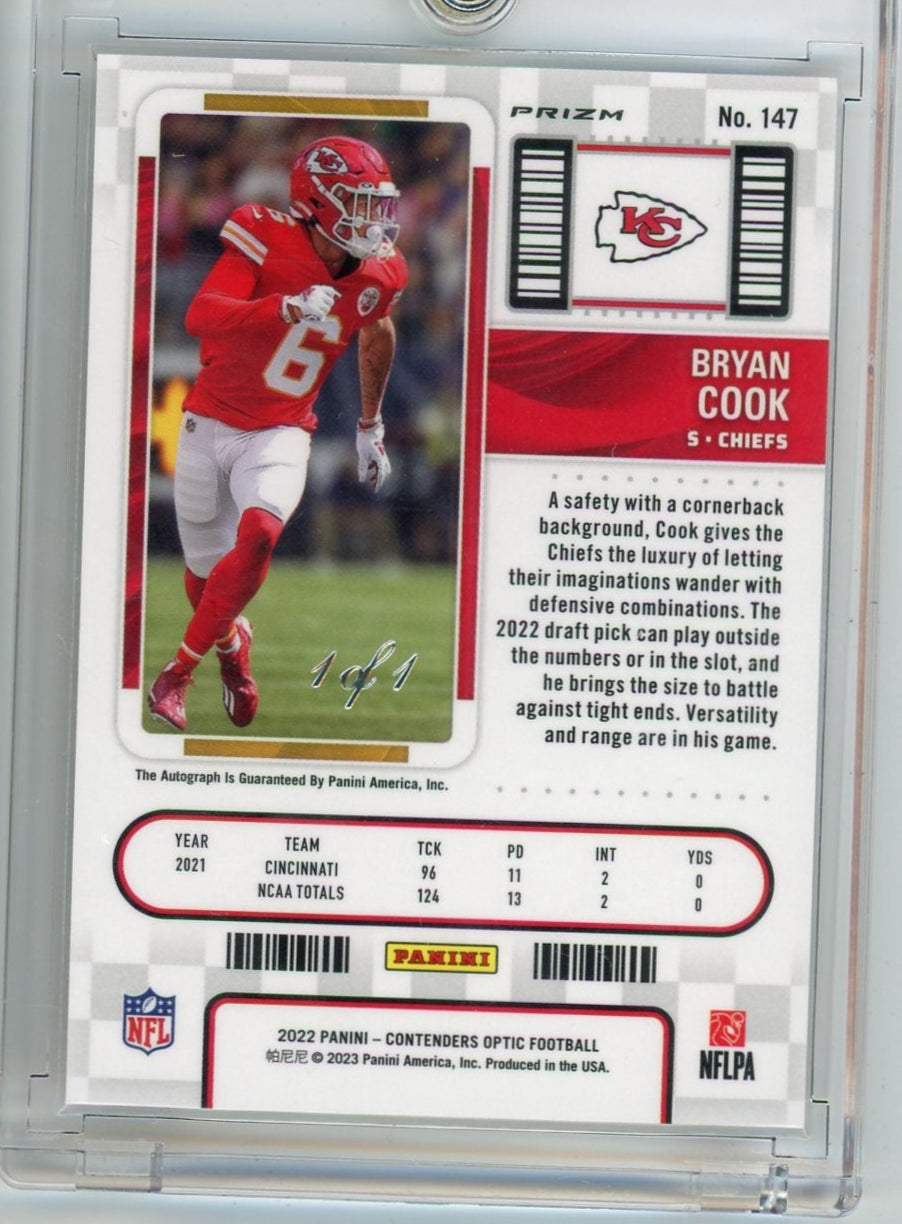 PRIZM
No. 147
KC
BRYAN
COOK
S • CHIEFS
6
6
A safety with a cornerback
background, Cook gives the
Chiefs the luxury of letting
their imaginations wander with
defensive combinations. The
2022 draft pick can play outside
the numbers or in the slot, and
he brings the size to battle
against tight ends. Versatility
and range are in his game.
1 of 1
The Autograph Is Guaranteed By Panini America, Inc.
YEAR TEAM TCK PD INT YDS
2021 CINCINNATI 96 11 2 0
NCAA TOTALS 124 13 2 0
PANINI
NFL
2022 PANINI – CONTENDERS OPTIC FOOTBALL
帕尼尼 © 2023 Panini America, Inc. Produced in the USA.
NFLPA